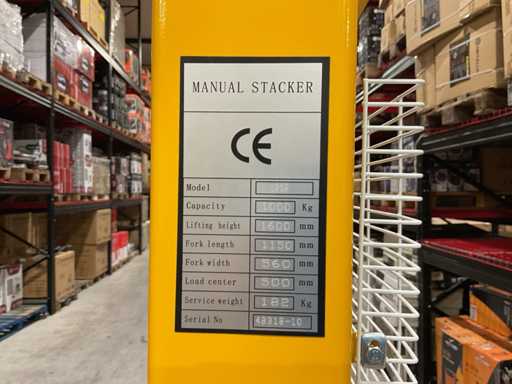 MANUAL STACKER
CE
Model
Capacity 1000 Kg
Lifting height 1600 mm
Fork length 1150 mm
Fork width 560 mm
Load center 500 mm
Service weight 182 Kg
Serial No